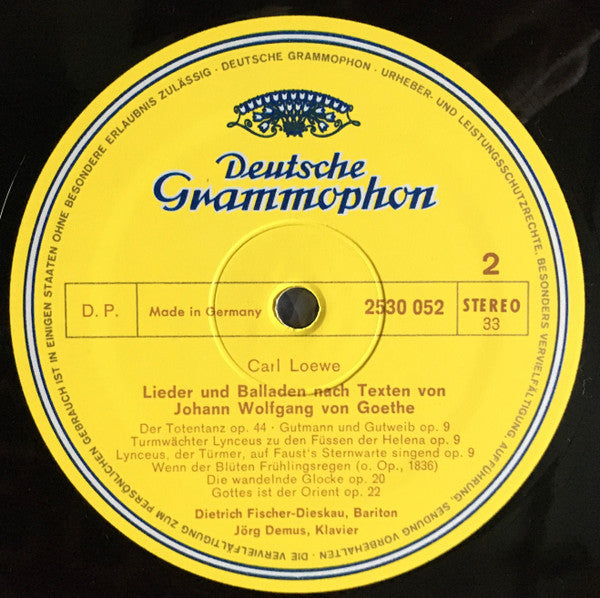 DEUTSCHE GRAMMOPHON · URHEBER- UND LEISTUNGSSCHUTZRECHTE, BESONDERS VERVIELFÄLTIGUNG, AUFFÜHRUNG, SENDUNG VORBEHALTEN · DIE VERVIELFÄLTIGUNG ZUM PERSÖNLICHEN GEBRAUCH IST IN EINIGEN STAATEN OHNE BESONDERE ERLAUBNIS ZULÄSSIG ·
Deutsche
Grammophon
2
D. P. Made in Germany 2530 052 STEREO
33
Carl Loewe
Lieder und Balladen nach Texten von
Johann Wolfgang von Goethe
Der Totentanz op. 44 · Gutmann und Gutweib op. 9
Turmwächter Lynceus zu den Füssen der Helena op. 9
Lynceus, der Türmer, auf Faust's Sternwarte singend op. 9
Wenn der Blüten Frühlingsregen (o. Op., 1836)
Die wandelnde Glocke op. 20
Gottes ist der Orient op. 22
Dietrich Fischer-Dieskau, Bariton
Jörg Demus, Klavier